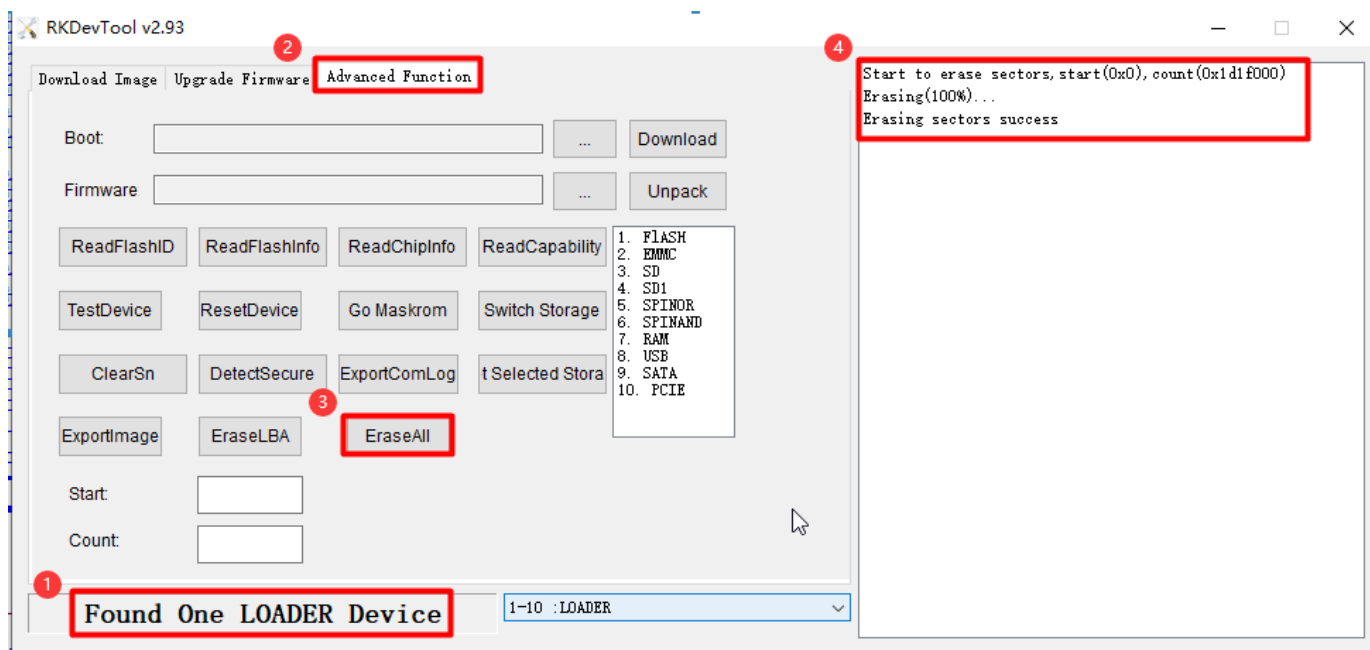 RKDevTool v2.93
2
4
Download Image
Upgrade Firmware
Advanced Function
Boot:
...
Download
Firmware
...
Unpack
ReadFlashID
ReadFlashInfo
ReadChipInfo
ReadCapability
TestDevice
ResetDevice
Go Maskrom
Switch Storage
ClearSn
DetectSecure
ExportComLog
t Selected Stora
3
ExportImage
EraseLBA
EraseAll
1. FlASH
2. EMMC
3. SD
4. SD1
5. SPINOR
6. SPINAND
7. RAM
8. USB
9. SATA
10. PCIE
Start:
Count:
1
Found One LOADER Device
1-10 :LOADER
Start to erase sectors,start(0x0),count(0x1d1f000)
Erasing(100%)...
Erasing sectors success